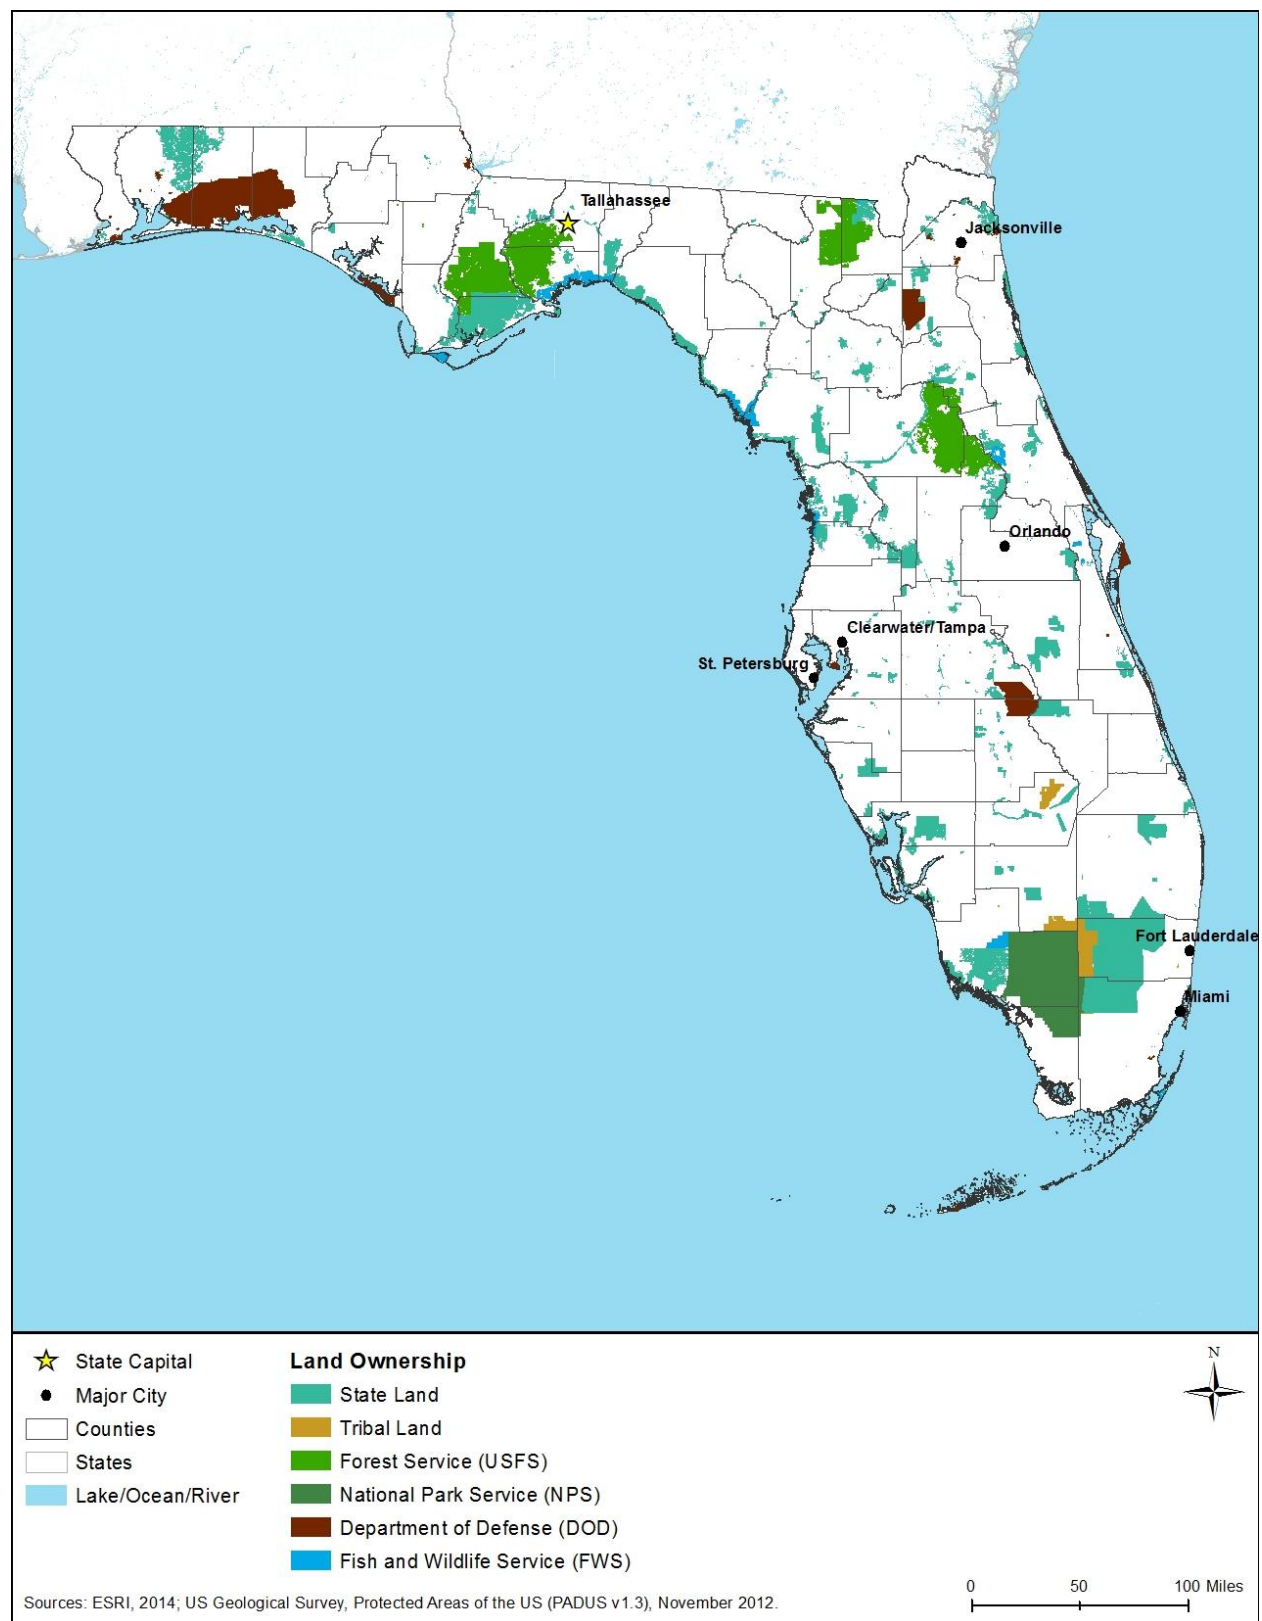 Tallahassee
Jacksonville
Orlando
Clearwater/Tampa
St. Petersburg
Fort Lauderdale
Miami
State Capital
Major City
Counties
States
Lake/Ocean/River
Land Ownership
State Land
Tribal Land
Forest Service (USFS)
National Park Service (NPS)
Department of Defense (DOD)
Fish and Wildlife Service (FWS)
N
0 50 100 Miles
Sources: ESRI, 2014; US Geological Survey, Protected Areas of the US (PADUS v1.3), November 2012.